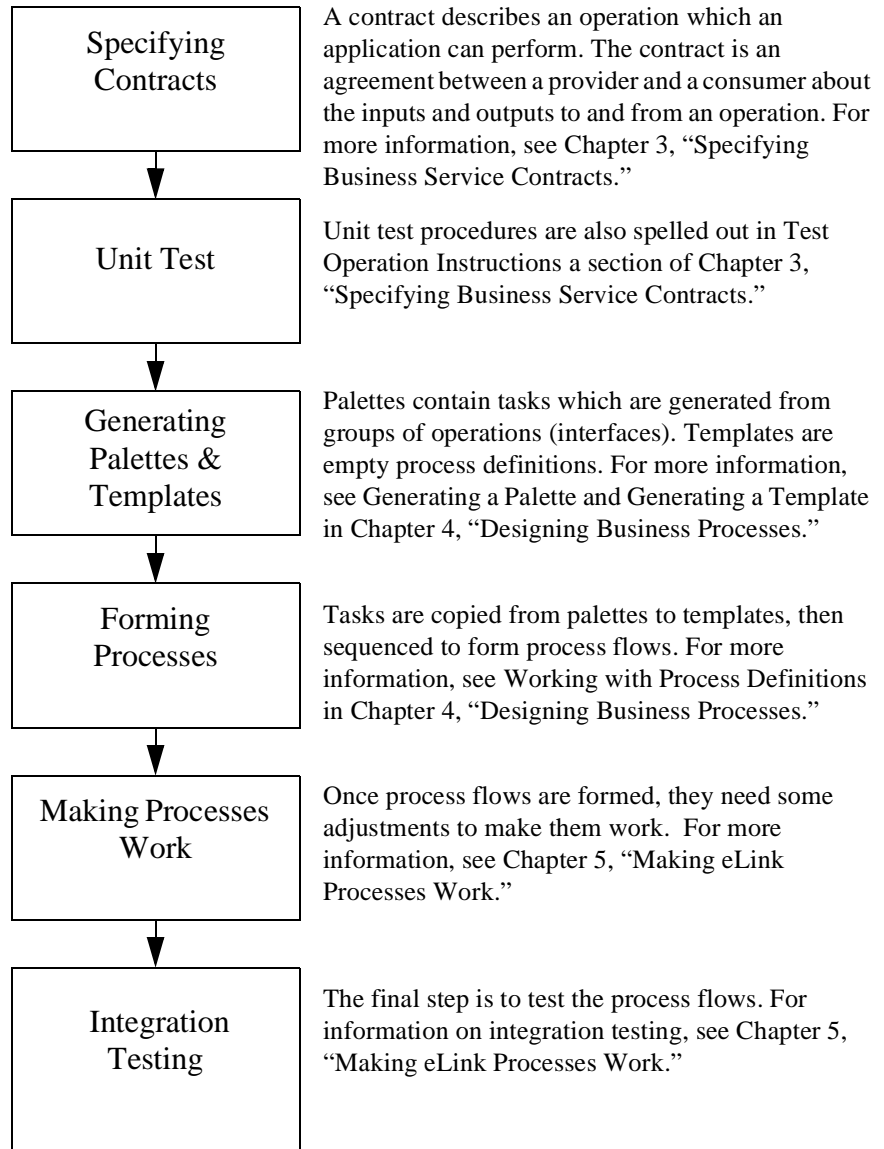 Specifying
Contracts
A contract describes an operation which an
application can perform. The contract is an
agreement between a provider and a consumer about
the inputs and outputs to and from an operation. For
more information, see Chapter 3, “Specifying
Business Service Contracts.”
Unit Test
Unit test procedures are also spelled out in Test
Operation Instructions a section of Chapter 3,
“Specifying Business Service Contracts.”
Generating
Palettes &
Templates
Palettes contain tasks which are generated from
groups of operations (interfaces). Templates are
empty process definitions. For more information,
see Generating a Palette and Generating a Template
in Chapter 4, “Designing Business Processes.”
Forming
Processes
Tasks are copied from palettes to templates, then
sequenced to form process flows. For more
information, see Working with Process Definitions
in Chapter 4, “Designing Business Processes.”
Making Processes
Work
Once process flows are formed, they need some
adjustments to make them work. For more
information, see Chapter 5, “Making eLink
Processes Work.”
Integration
Testing
The final step is to test the process flows. For
information on integration testing, see Chapter 5,
“Making eLink Processes Work.”